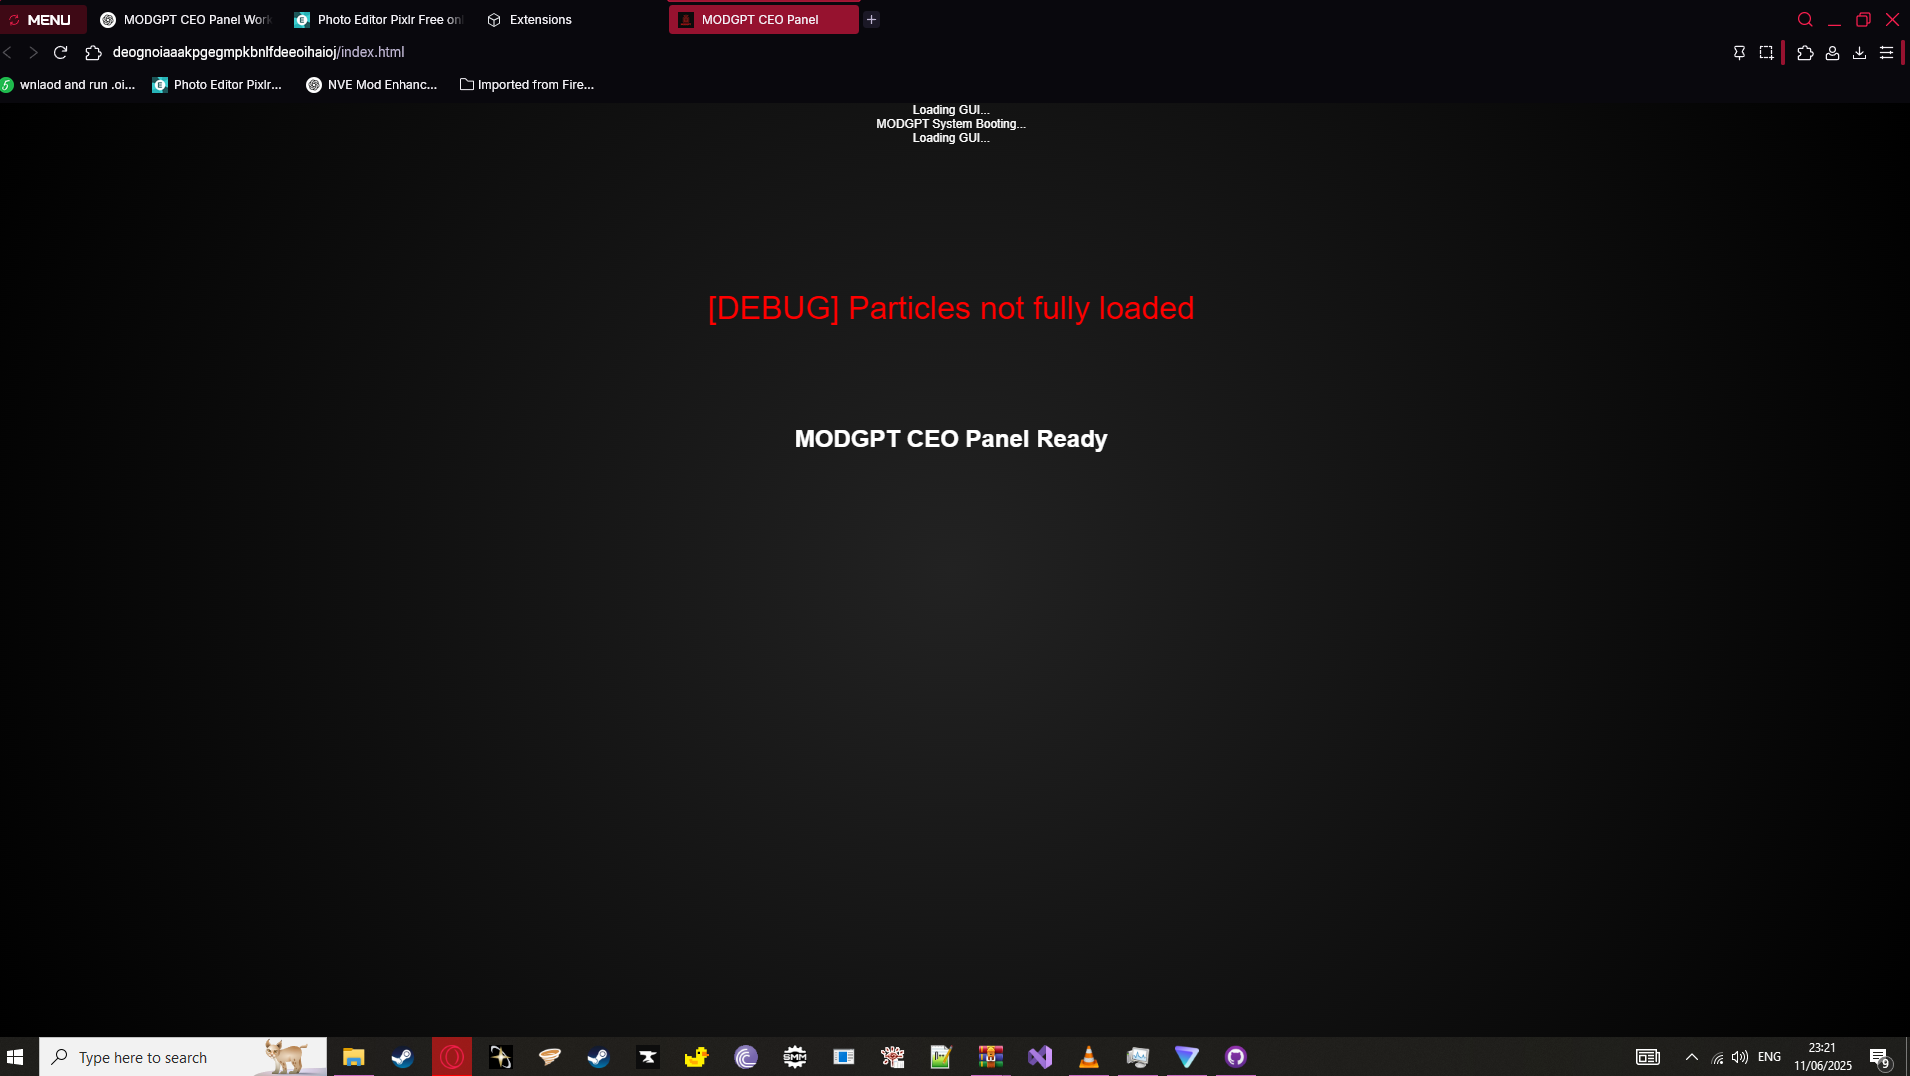 MENU
MODGPT CEO Panel Work
Photo Editor Pixlr Free onl
Extensions
MODGPT CEO Panel
deognoiaaakpgegmpkbnlfdeeoihaioj/index.html
wnlaod and run .oi...
Photo Editor Pixlr...
NVE Mod Enhanc...
Imported from Fire...
Loading GUI...
MODGPT System Booting...
Loading GUI...
[DEBUG] Particles not fully loaded
MODGPT CEO Panel Ready
Type here to search
SMM
ENG
23:21
11/06/2025
9